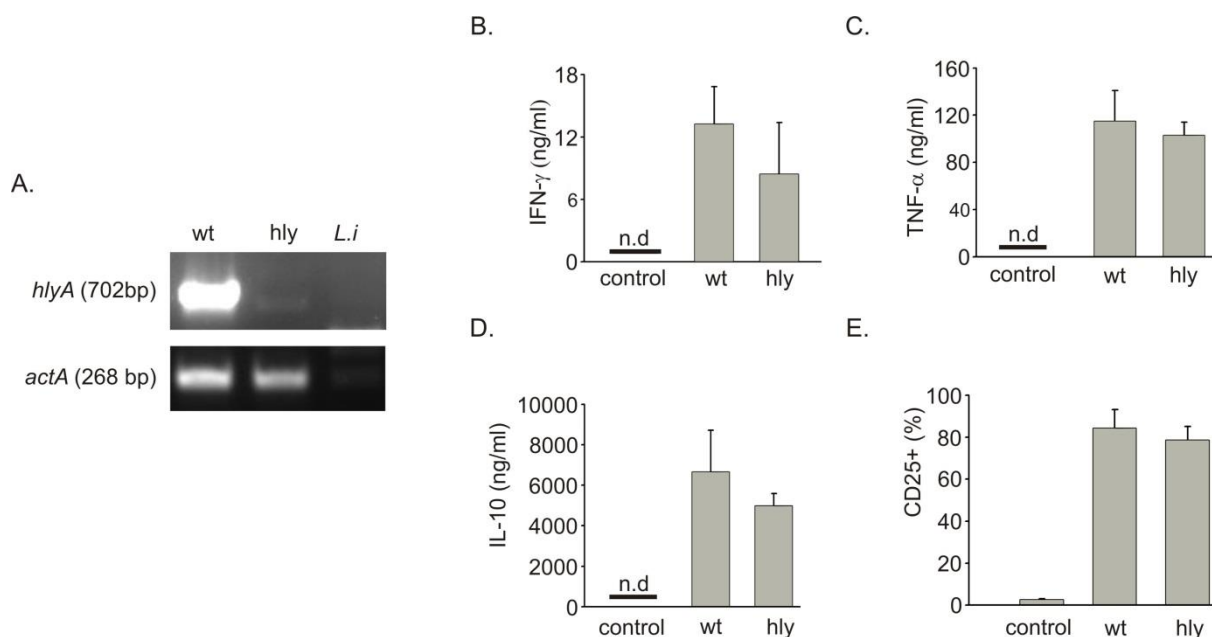 A.
wt hly L.i
hlyA (702bp)
actA (268 bp)
B.
IFN-γ (ng/ml)
18
12
6
0
n.d
control wt hly
C.
TNF-α (ng/ml)
160
120
80
40
0
n.d
control wt hly
D.
IL-10 (ng/ml)
10000
8000
6000
4000
2000
0
n.d
control wt hly
E.
CD25+ (%)
100
80
60
40
20
0
control wt hly